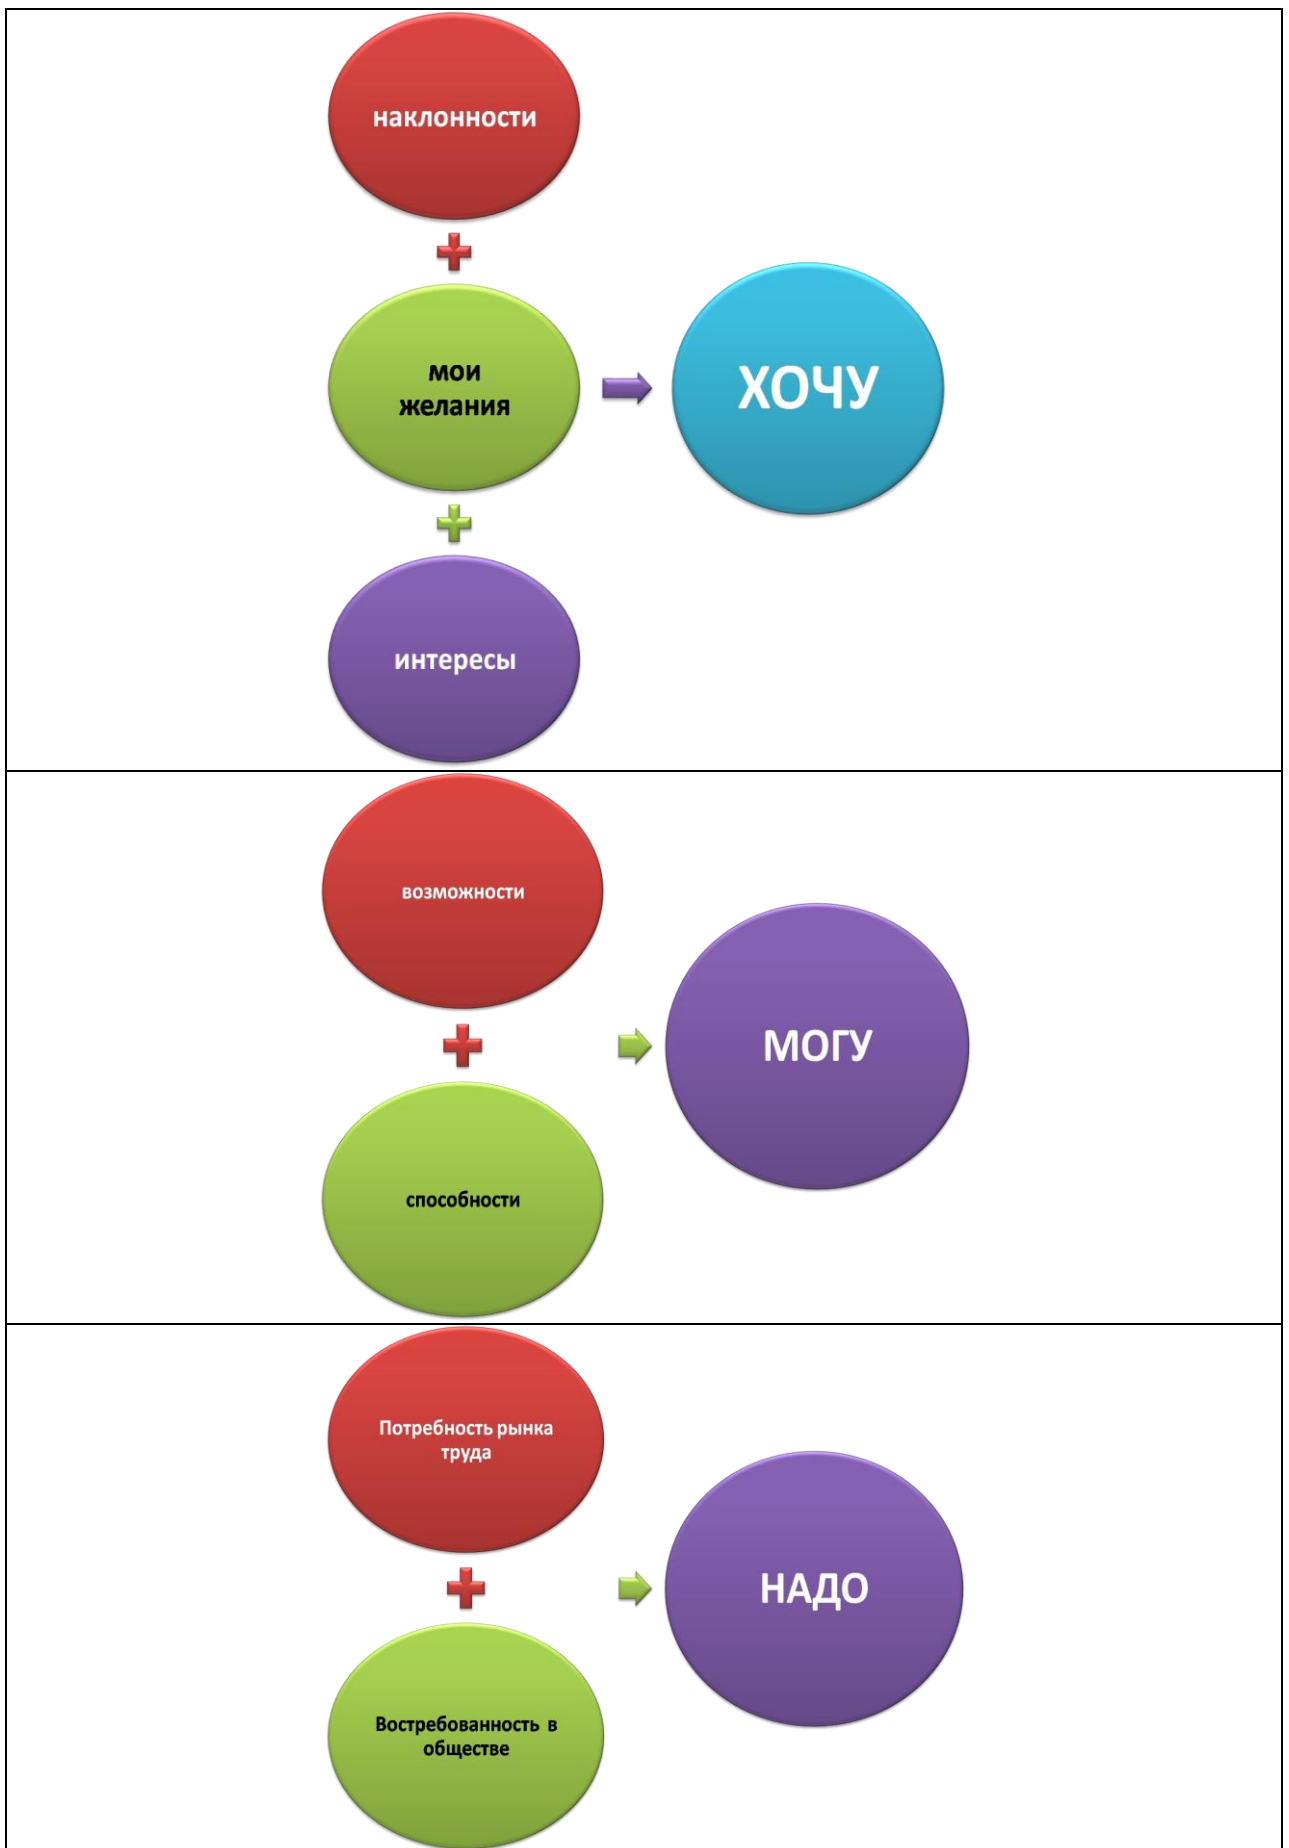 наклонности
мои
желания
ХОЧУ
интересы
возможности
МОГУ
способности
Потребность рынка
труда
НАДО
Востребованность в
обществе